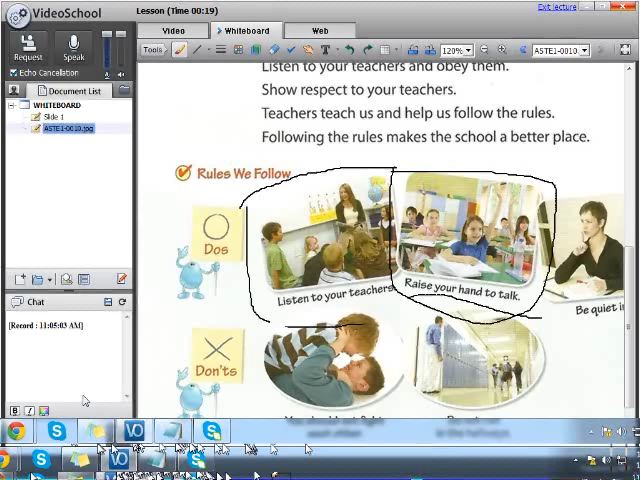 VideoSchool
Lesson (Time 00:19)
Exit lecture
Video
Whiteboard
Web
Request
Speak
Echo Cancellation
Tools
120%
ASTE1-0010.
Document List
WHITEBOARD
Slide 1
ASTE1-0010.jpg
Chat
[Record : 11:05:03 AM]
Listen to your teachers and obey them.
Show respect to your teachers.
Teachers teach us and help us follow the rules.
Following the rules makes the school a better place.
Rules We Follow
Dos
Listen to your teachers
Raise your hand to talk.
Be quiet in
Don'ts